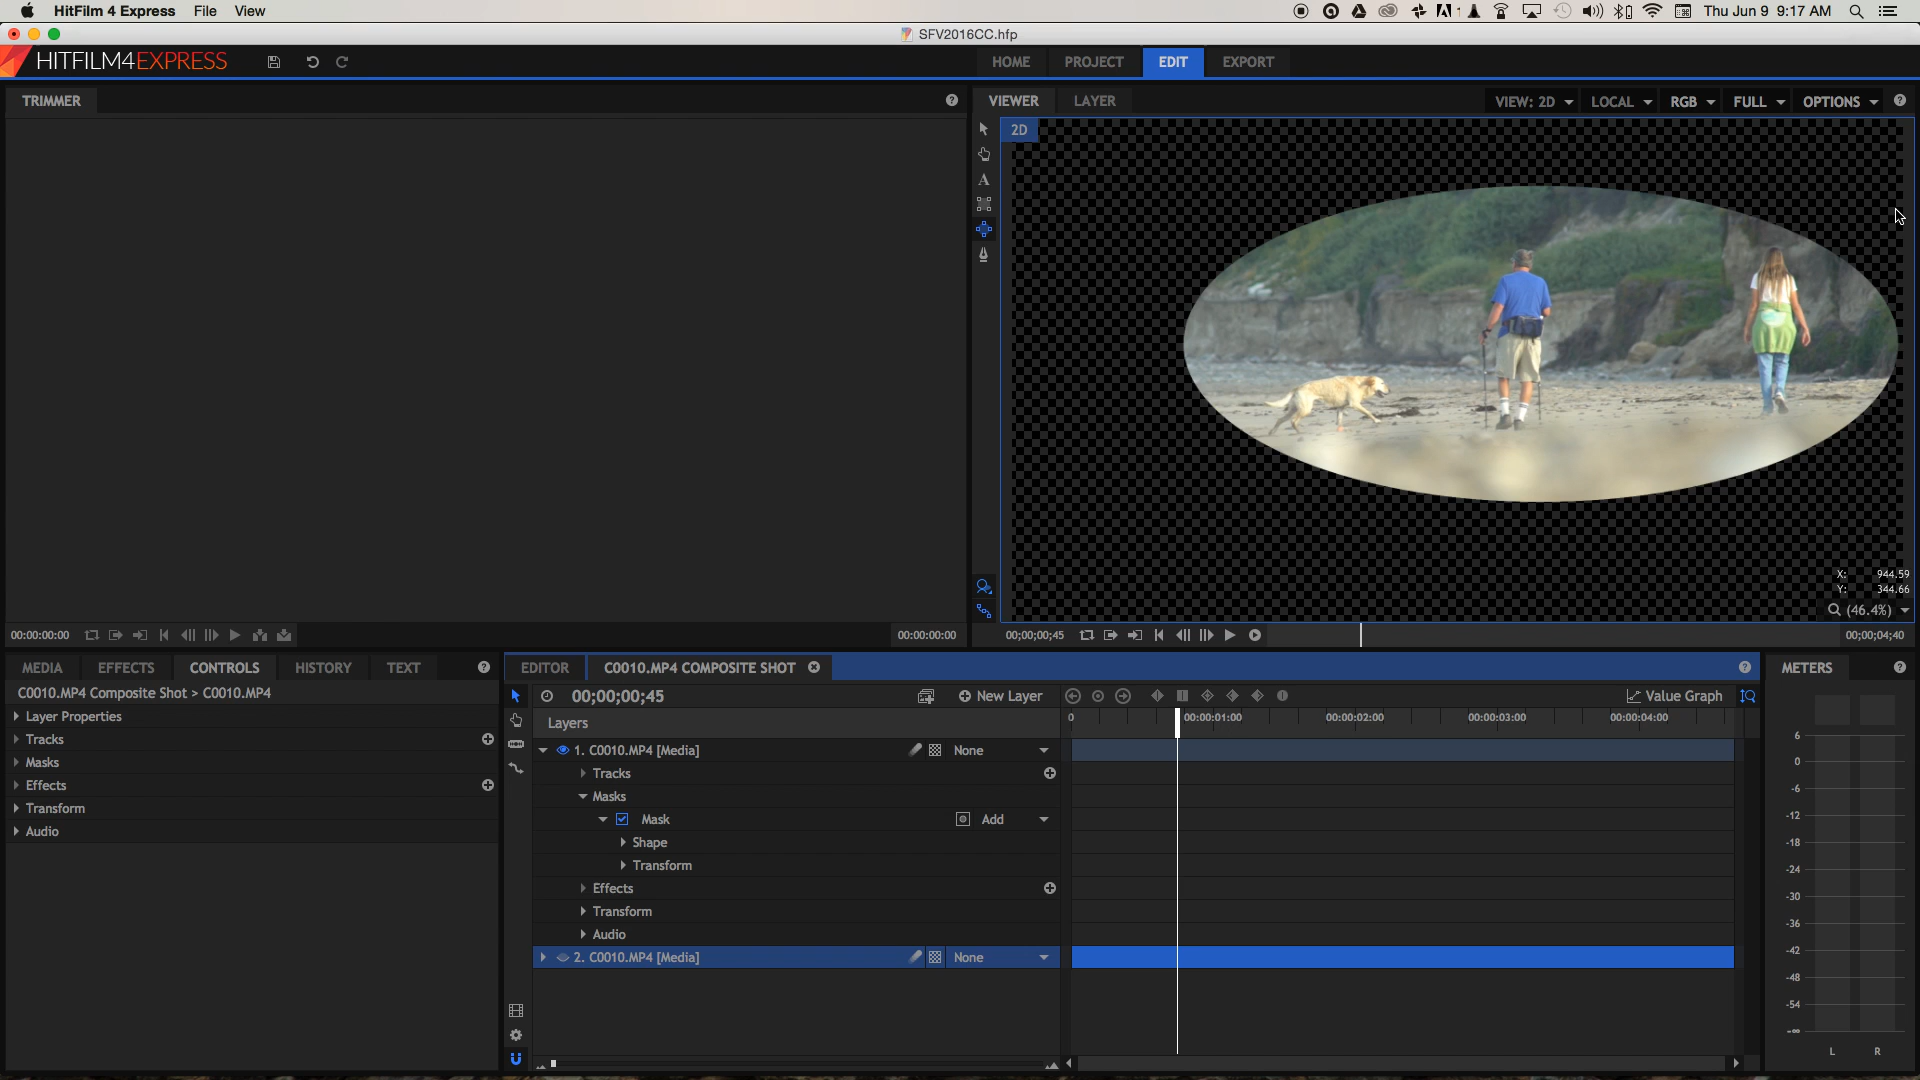 HitFilm 4 Express File View Thu Jun 9 9:17 AM
SFV2016CC.hfp
HITFILM4EXPRESS HOME PROJECT EDIT EXPORT
TRIMMER VIEWER LAYER VIEW: 2D LOCAL RGB FULL OPTIONS
2D
A
X: 944.59
Y: 344.66
(46.4%)
00:00:00:00 00:00:00:00 00;00;00;45 00;00;04;40
MEDIA EFFECTS CONTROLS HISTORY TEXT EDITOR C0010.MP4 COMPOSITE SHOT METERS
C0010.MP4 Composite Shot > C0010.MP4 00;00;00;45 New Layer Value Graph
Layer Properties Layers 0 00:00:01:00 00:00:02:00 00:00:03:00 00:00:04:00
Tracks 6
1. C0010.MP4 [Media] None
Masks 0
Tracks
Effects -6
Masks
Transform -12
Mask Add
Audio -18
Shape
Transform -24
Effects -30
Transform -36
Audio -42
2. C0010.MP4 [Media] None
-48
-54
-∞
L R